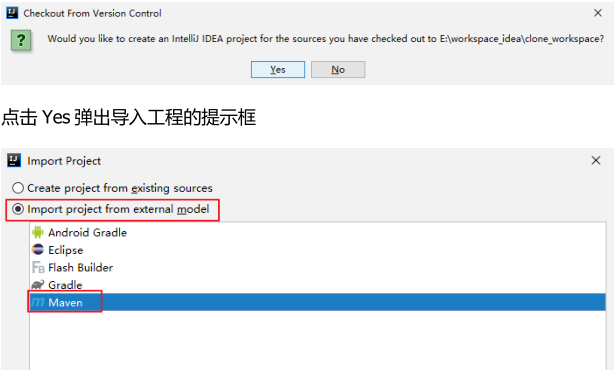 Checkout From Version Control
Would you like to create an IntelliJ IDEA project for the sources you have checked out to E:\workspace_idea\clone_workspace?
Yes
No
点击 Yes 弹出导入工程的提示框
Import Project
Create project from existing sources
Import project from external model
Android Gradle
Eclipse
Flash Builder
Gradle
Maven